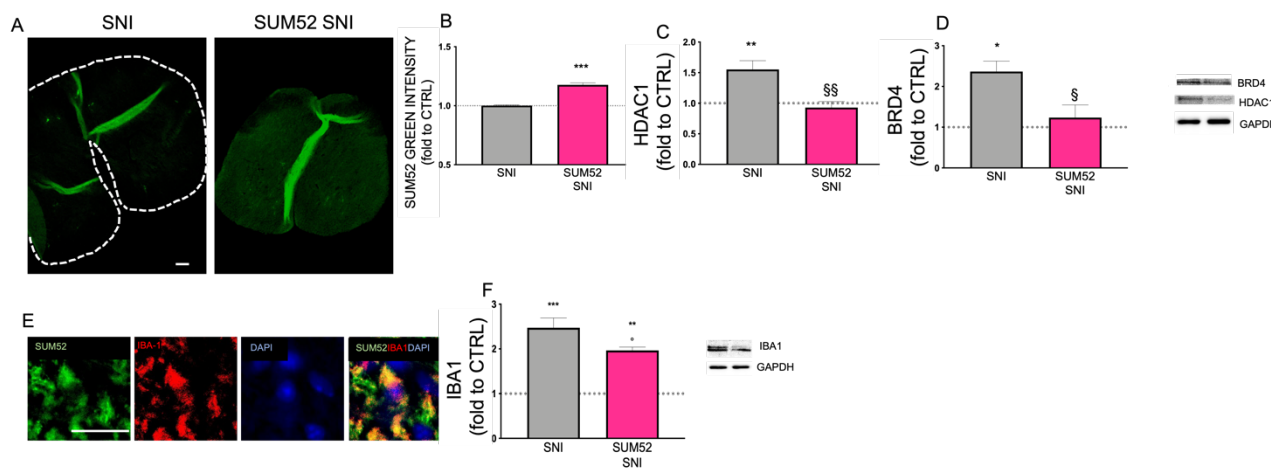 A
SNI
SUM52 SNI
B
SUM52 GREEN INTENSITY
(fold to CTRL)
1.5
1.0
0.5
***
SNI
SUM52
SNI
C
HDAC1
(fold to CTRL)
2.0
1.5
1.0
0.5
0.0
**
§§
SNI
SUM52
SNI
D
BRD4
(fold to CTRL)
3
2
1
0
*
§
SNI
SUM52
SNI
BRD4
HDAC1
GAPDH
E
SUM52
IBA-1
DAPI
SUM52IBA1DAPI
F
IBA1
(fold to CTRL)
3
2
1
0
***
**
SNI
SUM52
SNI
IBA1
GAPDH